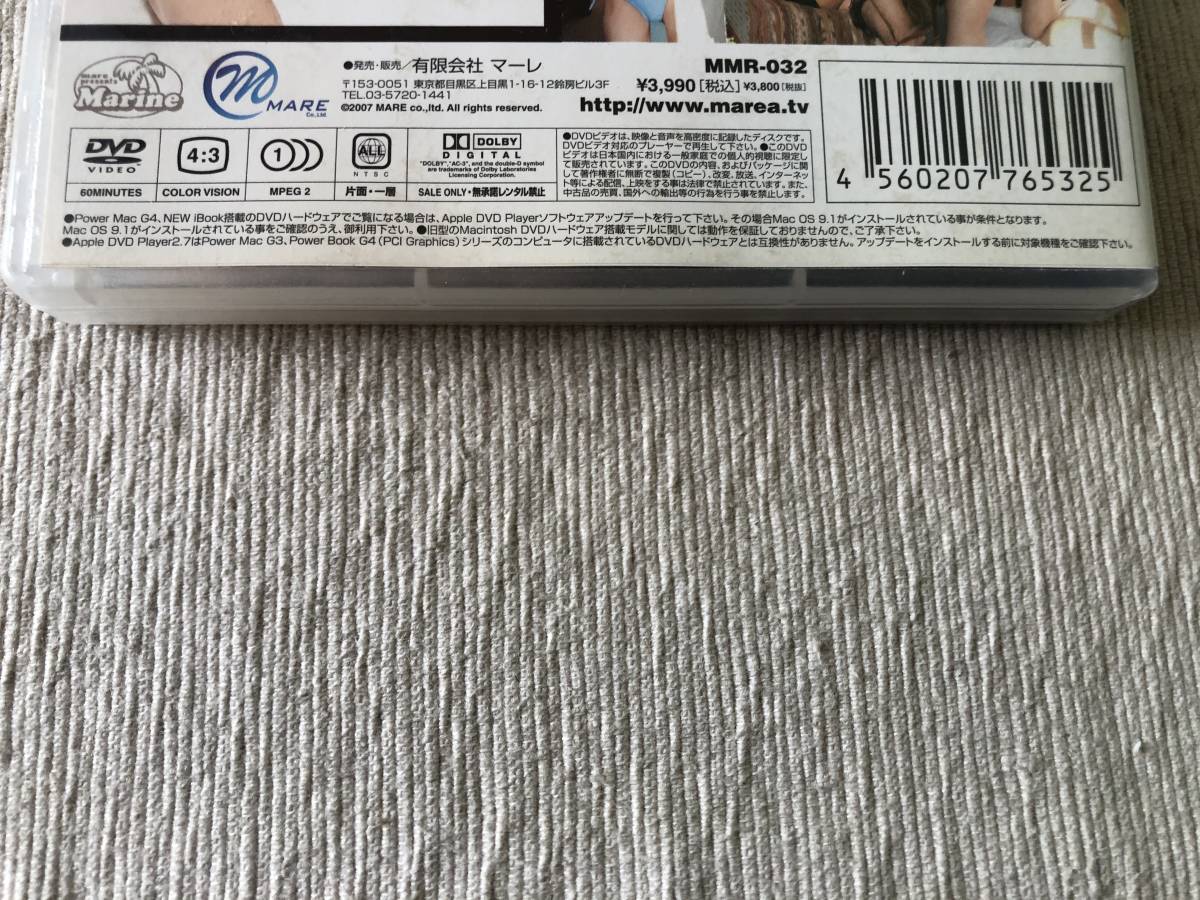 mare presents
Marine
M MARE Co.,Ltd.
●発売・販売/有限会社 マーレ
〒153-0051 東京都目黒区上目黒1-16-12鈴房ビル3F
TEL.03-5720-1441
©2007 MARE co.,ltd. All rights reserved.
MMR-032
¥3,990[税込]¥3,800[税抜]
http://www.marea.tv
DVD VIDEO
4:3
1
ALL
NTSC
DOLBY
DIGITAL
"DOLBY","AC-3", and the double-D symbol
are trademarks of Dolby Laboratories
Licensing Corporation.
60MINUTES
COLOR VISION
MPEG 2
片面・一層
SALE ONLY・無承諾レンタル禁止
●DVDビデオは、映像と音声を高密度に記録したディスクです。
DVDビデオ対応のプレーヤーで再生して下さい。●このDVD
ビデオは日本国内における一般家庭での個人的視聴に限定し
て販売されています。このDVDの内容、およびパッケージに関
して著作権者に無断で複製(コピー)、改変、放送、インターネッ
ト等による配信、上映をする事は法律で禁止されています。また、
中古品の売買、国外への輸出等の行為を行う事を禁止します。
4 560207 765325
●Power Mac G4、NEW iBook搭載のDVDハードウェアでご覧になる場合は、Apple DVD Playerソフトウェアアップデートを行って下さい。その場合Mac OS 9.1がインストールされている事が条件となります。
Mac OS 9.1がインストールされている事をご確認のうえ、御利用下さい。●旧型のMacintosh DVDハードウェア搭載モデルに関しては動作を保証しておりませんので、ご了承下さい。
●Apple DVD Player2.7はPower Mac G3、Power Book G4(PCI Graphics)シリーズのコンピュータに搭載されているDVDハードウェアとは互換性がありません。アップデートをインストールする前に対象機種をご確認下さい。